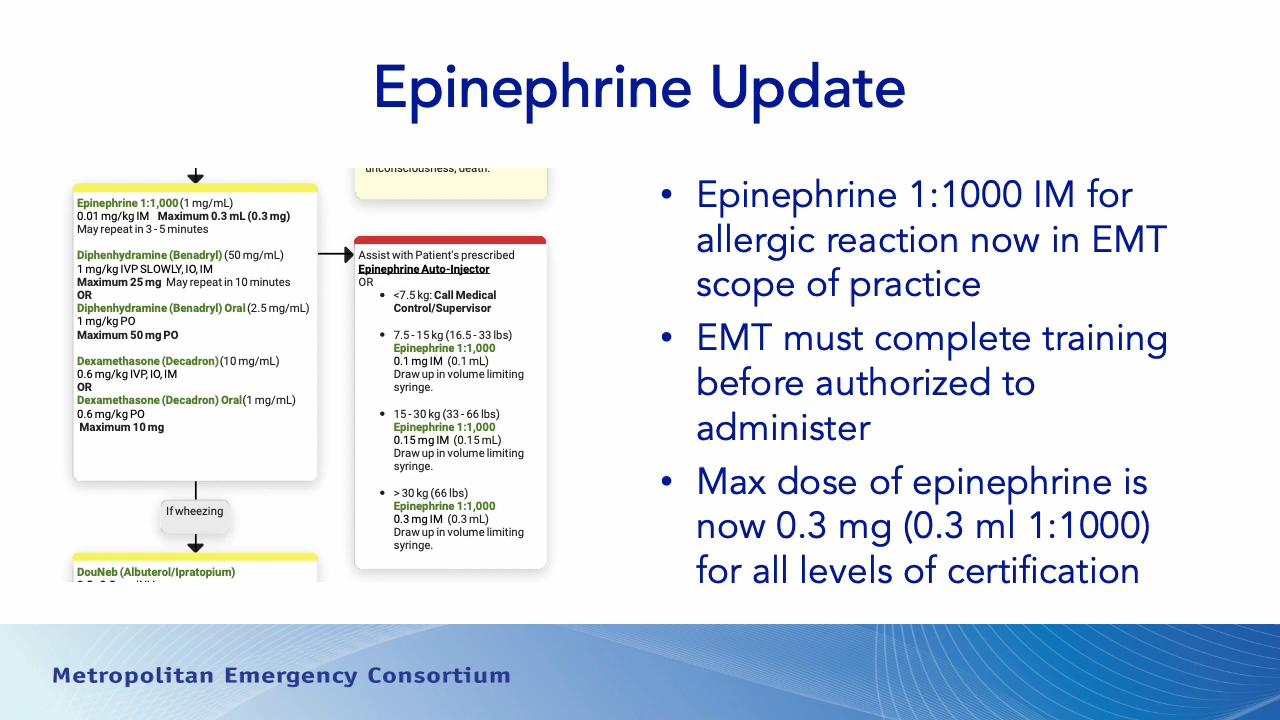 Epinephrine Update
unconsciousness, death.
Epinephrine 1:1,000 (1 mg/mL)
0.01 mg/kg IM Maximum 0.3 mL (0.3 mg)
May repeat in 3 - 5 minutes
Diphenhydramine (Benadryl) (50 mg/mL)
1 mg/kg IVP SLOWLY, IO, IM
Maximum 25 mg May repeat in 10 minutes
OR
Diphenhydramine (Benadryl) Oral (2.5 mg/mL)
1 mg/kg PO
Maximum 50 mg PO
Dexamethasone (Decadron) (10 mg/mL)
0.6 mg/kg IVP, IO, IM
OR
Dexamethasone (Decadron) Oral (1 mg/mL)
0.6 mg/kg PO
Maximum 10 mg
If wheezing
DouNeb (Albuterol/Ipratopium)
Assist with Patient's prescribed
Epinephrine Auto-Injector
OR
• <7.5 kg: Call Medical
Control/Supervisor
• 7.5 - 15 kg (16.5 - 33 lbs)
Epinephrine 1:1,000
0.1 mg IM (0.1 mL)
Draw up in volume limiting
syringe.
• 15 - 30 kg (33 - 66 lbs)
Epinephrine 1:1,000
0.15 mg IM (0.15 mL)
Draw up in volume limiting
syringe.
• > 30 kg (66 lbs)
Epinephrine 1:1,000
0.3 mg IM (0.3 mL)
Draw up in volume limiting
syringe.
• Epinephrine 1:1000 IM for
allergic reaction now in EMT
scope of practice
• EMT must complete training
before authorized to
administer
• Max dose of epinephrine is
now 0.3 mg (0.3 ml 1:1000)
for all levels of certification
Metropolitan Emergency Consortium